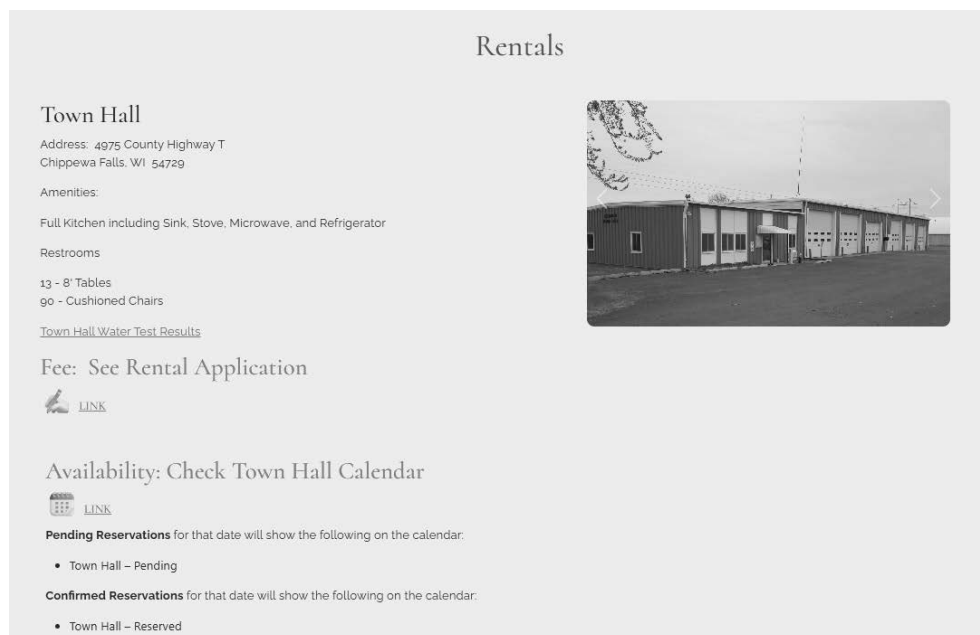 Rentals
Town Hall
Address:  4975 County Highway T
Chippewa Falls, WI  54729
Amenities:
Full Kitchen including Sink, Stove, Microwave, and Refrigerator
Restrooms
13 - 8' Tables
90 - Cushioned Chairs
Town Hall Water Test Results
Fee:  See Rental Application
LINK
Availability: Check Town Hall Calendar
LINK
Pending Reservations for that date will show the following on the calendar:
• Town Hall – Pending
Confirmed Reservations for that date will show the following on the calendar:
• Town Hall – Reserved